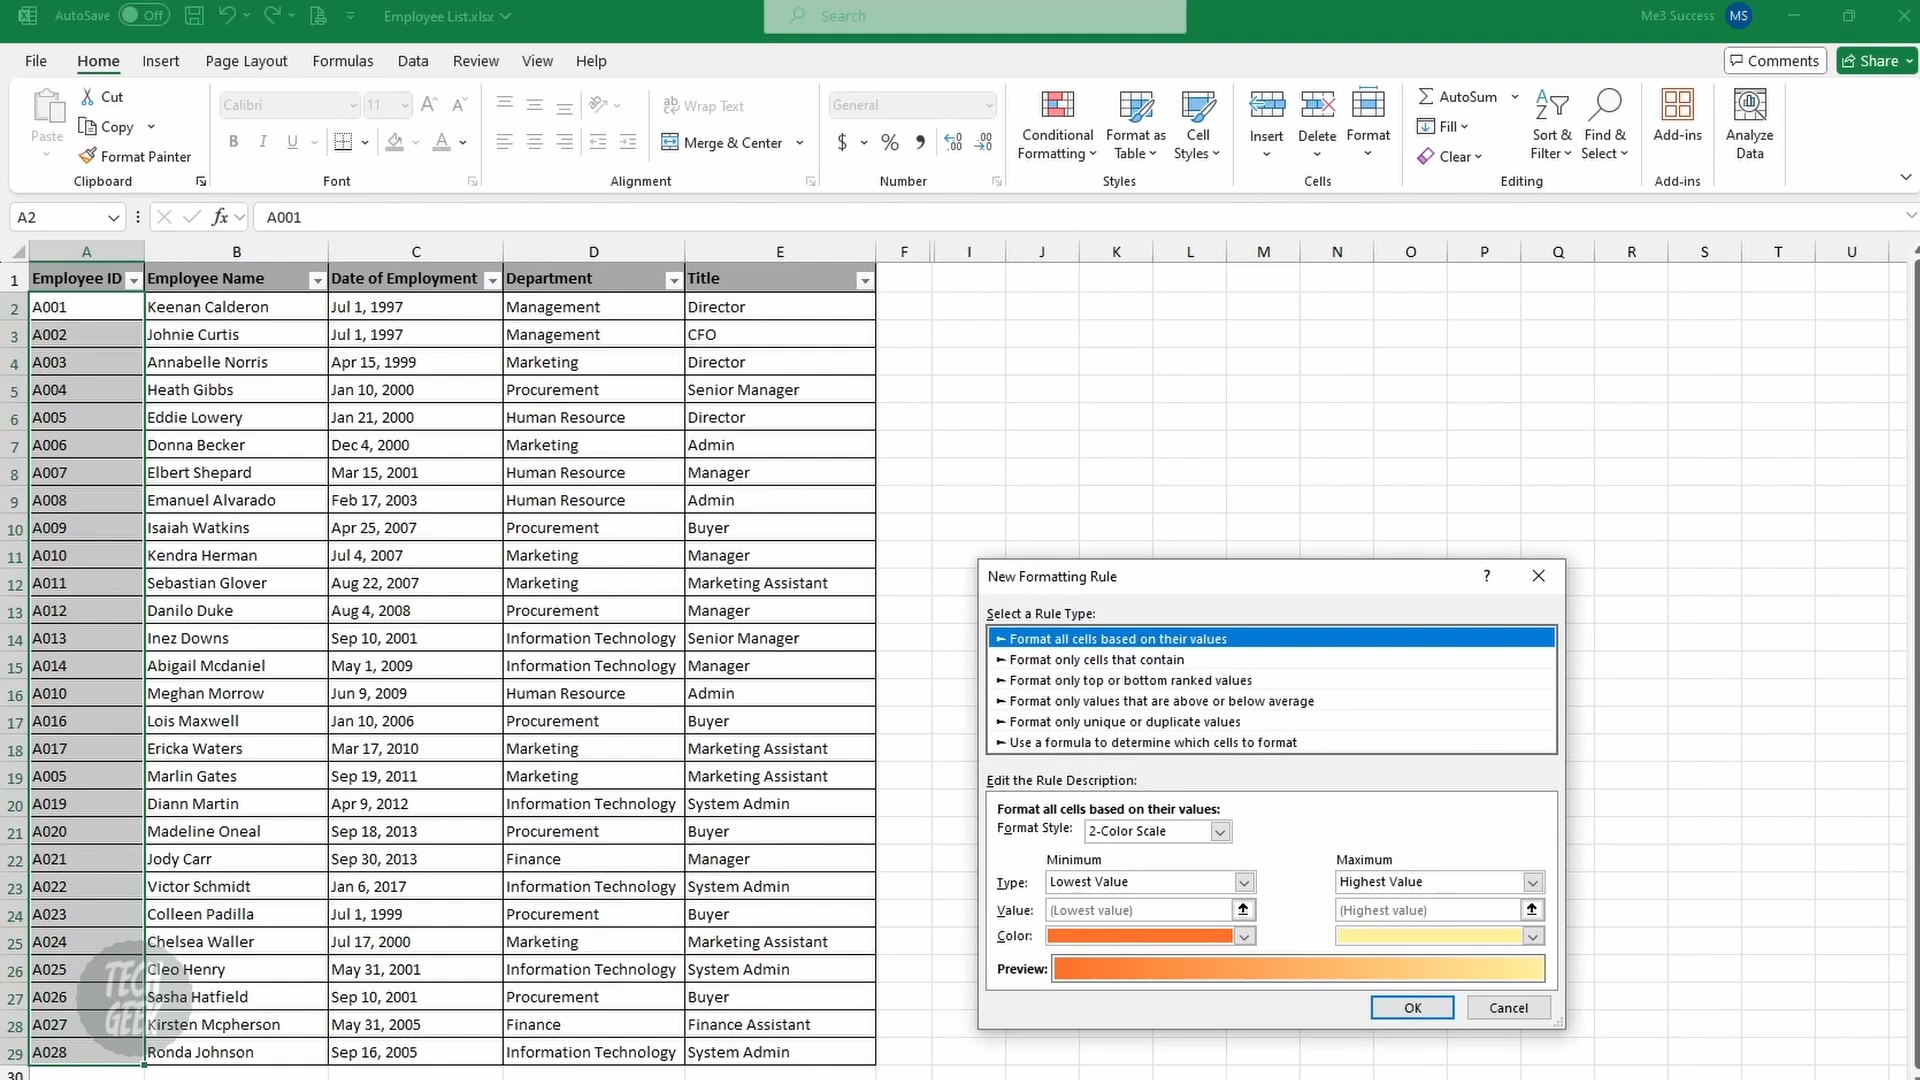 AutoSave Off Employee List.xlsx Search Me3 Success MS
File Home Insert Page Layout Formulas Data Review View Help Comments Share
Paste Cut Copy Format Painter Clipboard
Calibri 11 B I U A Font
ab Wrap Text Merge & Center Alignment
General $ % , Number
Conditional Formatting Format as Table Cell Styles Styles
Insert Delete Format Cells
AutoSum Fill Clear Sort & Filter Find & Select Editing
Add-ins Add-ins
Analyze Data
A2 fx A001
A B C D E F I J K L M N O P Q R S T U
1 Employee ID Employee Name Date of Employment Department Title
2 A001 Keenan Calderon Jul 1, 1997 Management Director
3 A002 Johnie Curtis Jul 1, 1997 Management CFO
4 A003 Annabelle Norris Apr 15, 1999 Marketing Director
5 A004 Heath Gibbs Jan 10, 2000 Procurement Senior Manager
6 A005 Eddie Lowery Jan 21, 2000 Human Resource Director
7 A006 Donna Becker Dec 4, 2000 Marketing Admin
8 A007 Elbert Shepard Mar 15, 2001 Human Resource Manager
9 A008 Emanuel Alvarado Feb 17, 2003 Human Resource Admin
10 A009 Isaiah Watkins Apr 25, 2007 Procurement Buyer
11 A010 Kendra Herman Jul 4, 2007 Marketing Manager
12 A011 Sebastian Glover Aug 22, 2007 Marketing Marketing Assistant
13 A012 Danilo Duke Aug 4, 2008 Procurement Manager
14 A013 Inez Downs Sep 10, 2001 Information Technology Senior Manager
15 A014 Abigail Mcdaniel May 1, 2009 Information Technology Manager
16 A010 Meghan Morrow Jun 9, 2009 Human Resource Admin
17 A016 Lois Maxwell Jan 10, 2006 Procurement Buyer
18 A017 Ericka Waters Mar 17, 2010 Marketing Marketing Assistant
19 A005 Marlin Gates Sep 19, 2011 Marketing Marketing Assistant
20 A019 Diann Martin Apr 9, 2012 Information Technology System Admin
21 A020 Madeline Oneal Sep 18, 2013 Procurement Buyer
22 A021 Jody Carr Sep 30, 2013 Finance Manager
23 A022 Victor Schmidt Jan 6, 2017 Information Technology System Admin
24 A023 Colleen Padilla Jul 1, 1999 Procurement Buyer
25 A024 Chelsea Waller Jul 17, 2000 Marketing Marketing Assistant
26 A025 Cleo Henry May 31, 2001 Information Technology System Admin
27 A026 Sasha Hatfield Sep 10, 2001 Procurement Buyer
28 A027 Kirsten Mcpherson May 31, 2005 Finance Finance Assistant
29 A028 Ronda Johnson Sep 16, 2005 Information Technology System Admin
30
TECH
GEEK
New Formatting Rule ?
Select a Rule Type:
Format all cells based on their values
Format only cells that contain
Format only top or bottom ranked values
Format only values that are above or below average
Format only unique or duplicate values
Use a formula to determine which cells to format
Edit the Rule Description:
Format all cells based on their values:
Format Style: 2-Color Scale
Minimum Maximum
Type: Lowest Value Highest Value
Value: (Lowest value) (Highest value)
Color:
Preview:
OK Cancel